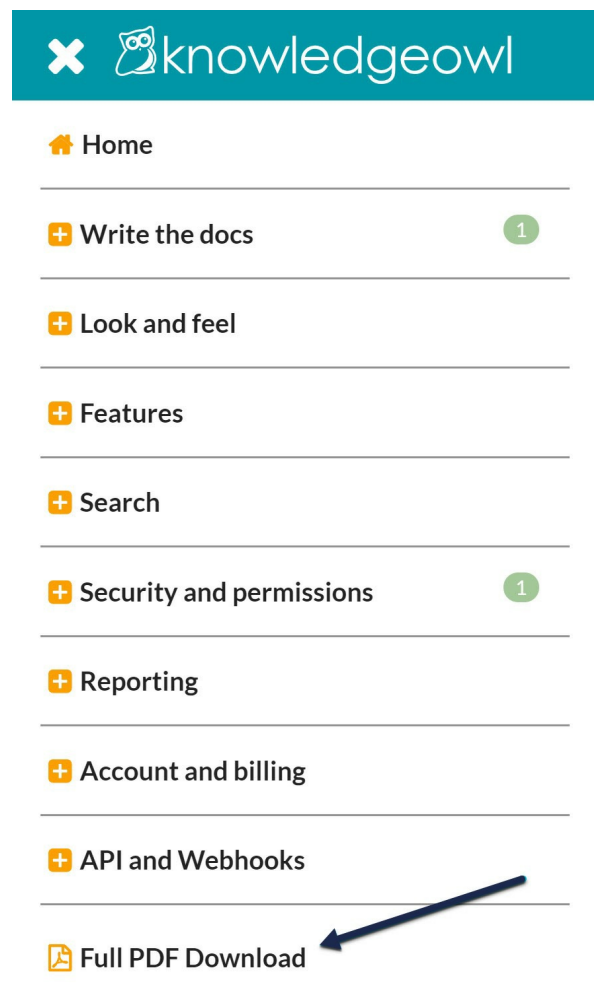 knowledgeowl
Home
Write the docs 1
Look and feel
Features
Search
Security and permissions 1
Reporting
Account and billing
API and Webhooks
Full PDF Download